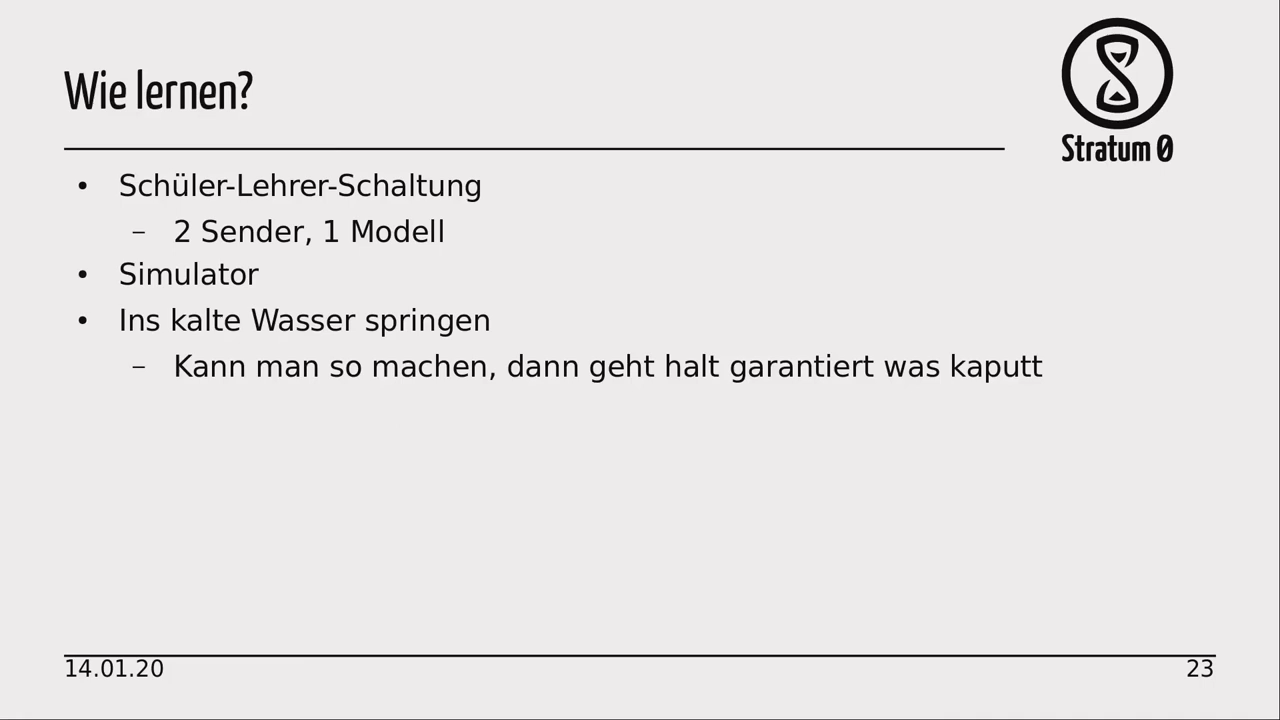 Wie lernen?
Stratum 0
• Schüler-Lehrer-Schaltung
– 2 Sender, 1 Modell
• Simulator
• Ins kalte Wasser springen
– Kann man so machen, dann geht halt garantiert was kaputt
14.01.20
23